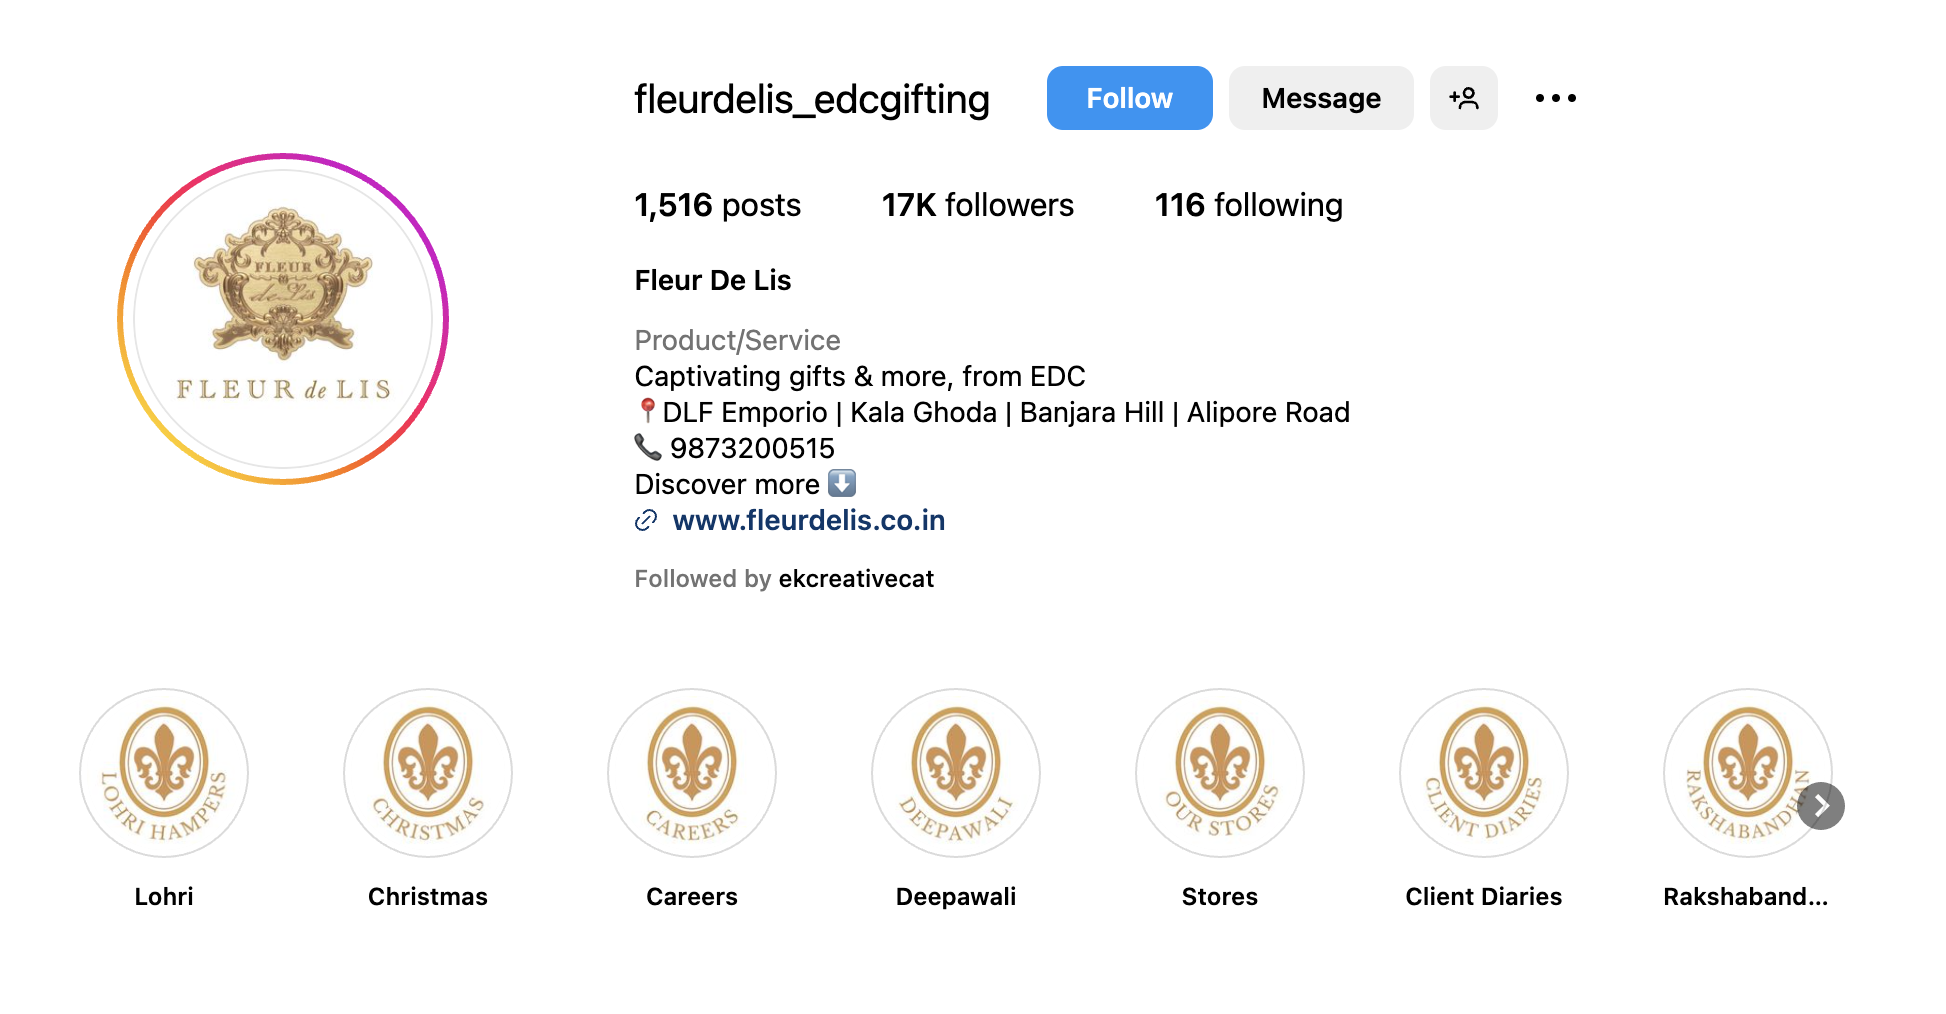 fleurdelis_edcgifting Follow Message
1,516 posts 17K followers 116 following
FLEUR
de Lis
FLEUR de LIS
Fleur De Lis
Product/Service
Captivating gifts & more, from EDC
📍DLF Emporio | Kala Ghoda | Banjara Hill | Alipore Road
📞 9873200515
Discover more ⬇️
www.fleurdelis.co.in
Followed by ekcreativecat
LOHRI HAMPERS
CHRISTMAS
CAREERS
DEEPAWALI
OUR STORES
CLIENT DIARIES
RAKSHABANDHAN
Lohri Christmas Careers Deepawali Stores Client Diaries Rakshaband...